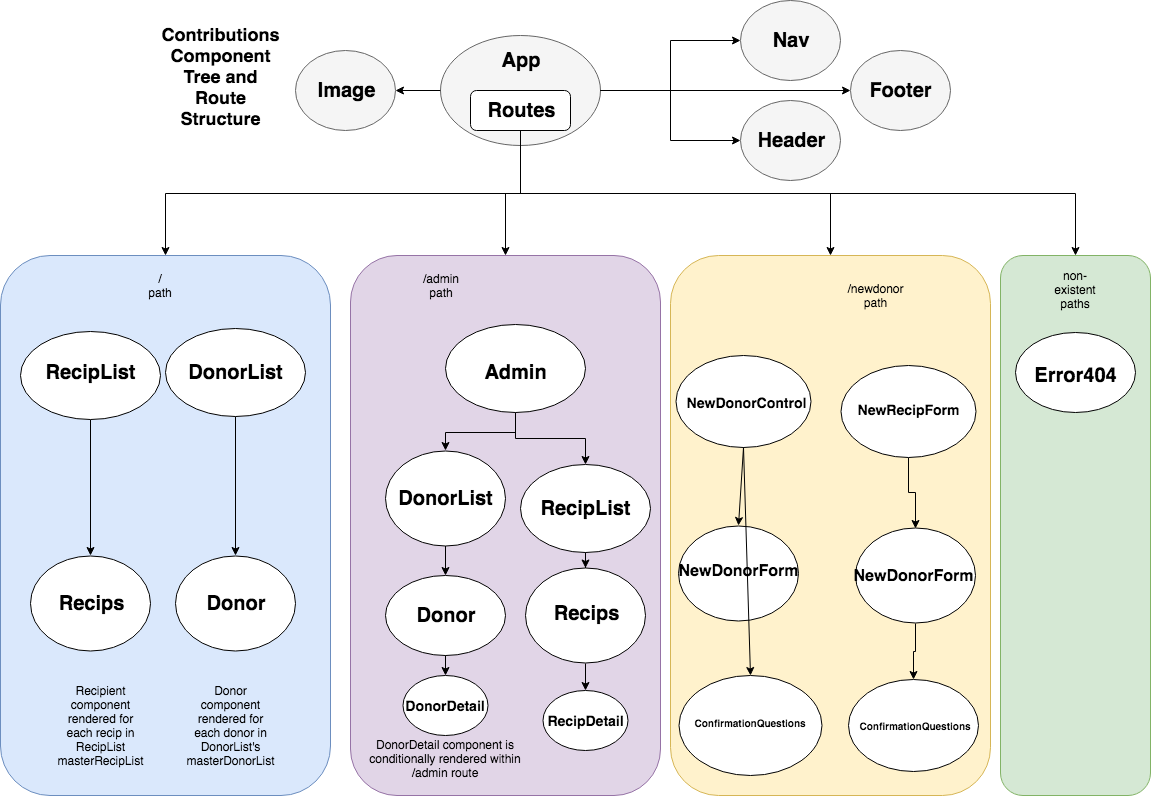 Contributions
Component
Tree and
Route
Structure
Image
App
Routes
Nav
Footer
Header
/
path
RecipList
DonorList
Recips
Donor
Recipient
component
rendered for
each recip in
RecipList
masterRecipList
Donor
component
rendered for
each donor in
DonorList's
masterDonorList
/admin
path
Admin
DonorList
RecipList
Donor
Recips
DonorDetail
RecipDetail
DonorDetail component is
conditionally rendered within
/admin route
/newdonor
path
NewDonorControl
NewRecipForm
NewDonorForm
NewDonorForm
ConfirmationQuestions
ConfirmationQuestions
non-
existent
paths
Error404